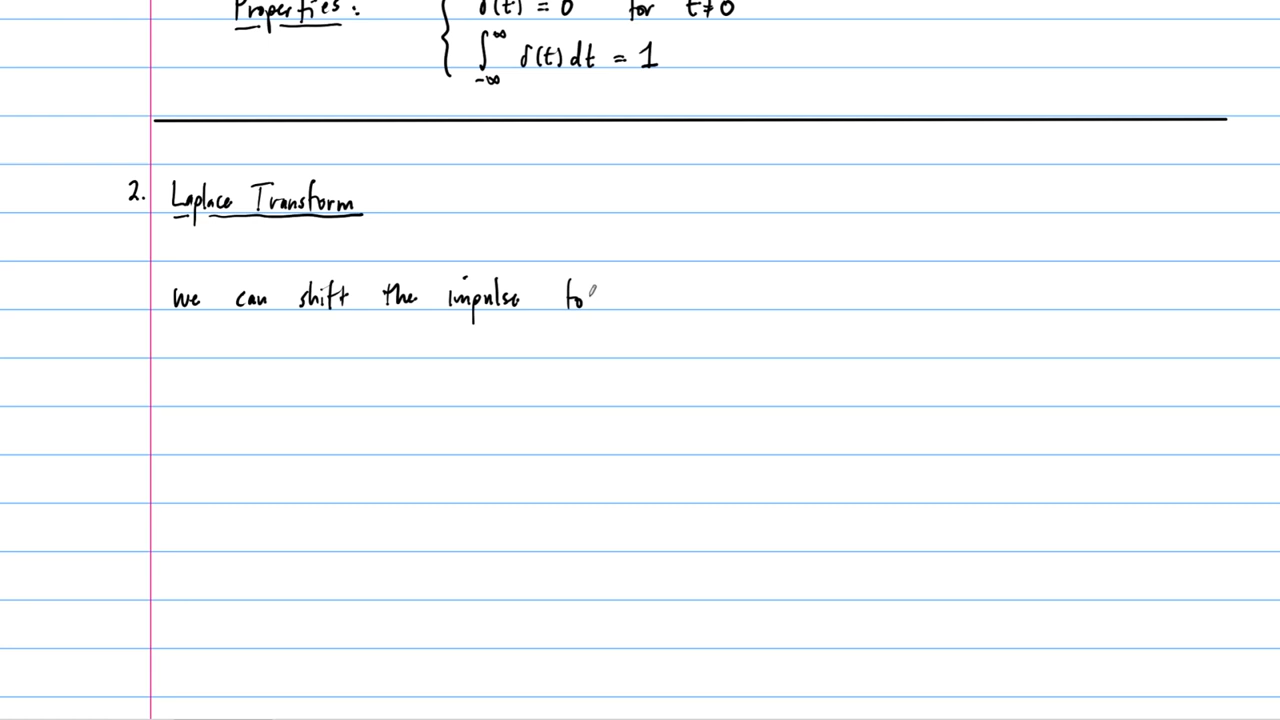 Properties: δ(t) = 0 for t≠0
∫_{-∞}^{∞} δ(t) dt = 1
2. Laplace Transform
we can shift the impulse to